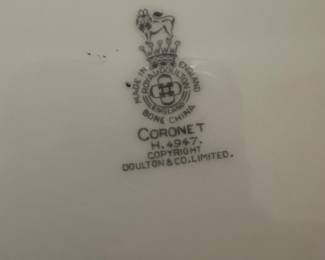 MADE IN ENGLAND
ROYAL DOULTON
ENGLAND
BONE CHINA
CORONET
H.4947.
COPYRIGHT
DOULTON & CO. LIMITED.